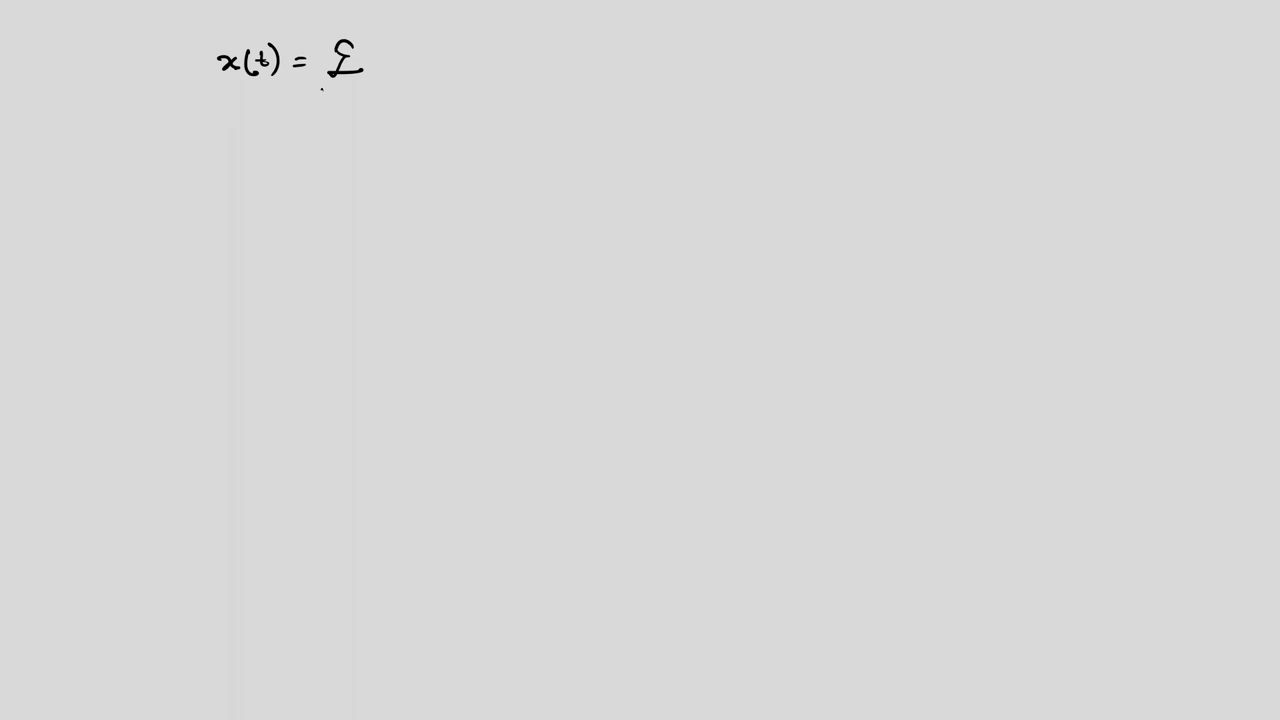 x(t) = Σ